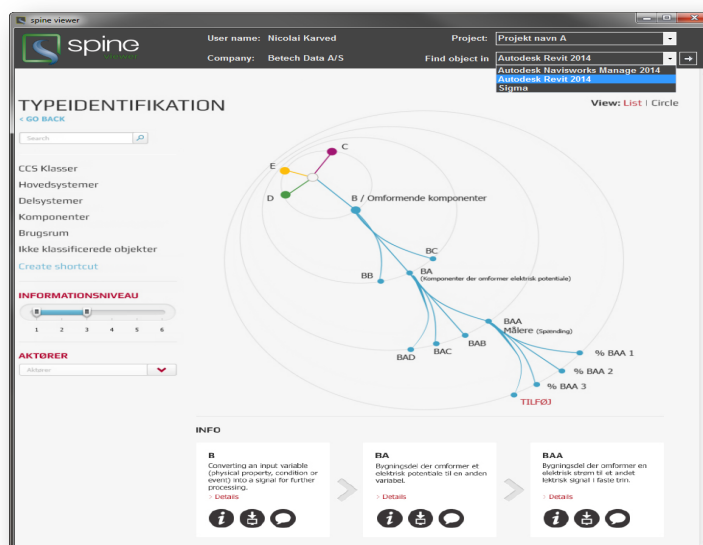 spine viewer
spine
viewer
User name: Nicolai Karved
Project: Projekt navn A
Company: Betech Data A/S
Find object in Autodesk Revit 2014
Autodesk Navisworks Manage 2014
Autodesk Revit 2014
Sigma
TYPEIDENTIFIKATION
< GO BACK
View: List | Circle
Search
CCS Klasser
Hovedsystemer
Delsystemer
Komponenter
Brugsrum
Ikke klassificerede objekter
Create shortcut
INFORMATIONSNIVEAU
1 2 3 4 5 6
AKTØRER
Aktører
C
E
D
B / Omformende komponenter
BC
BB
BA
(Komponenter der omformer elektrisk potentiale)
BAA
Målere (Spænding)
BAB
BAC
BAD
% BAA 1
% BAA 2
% BAA 3
TILFØJ
INFO
B
Converting an input variable
(physical property, condition or
event) into a signal for further
processing.
> Details
BA
Bygningsdel der omformer et
elektrisk potentiale til en anden
variabel.
> Details
BAA
Bygningsdel der omformer en
elektrisk strøm til et andet
lektrisk signal i faste trin.
> Details